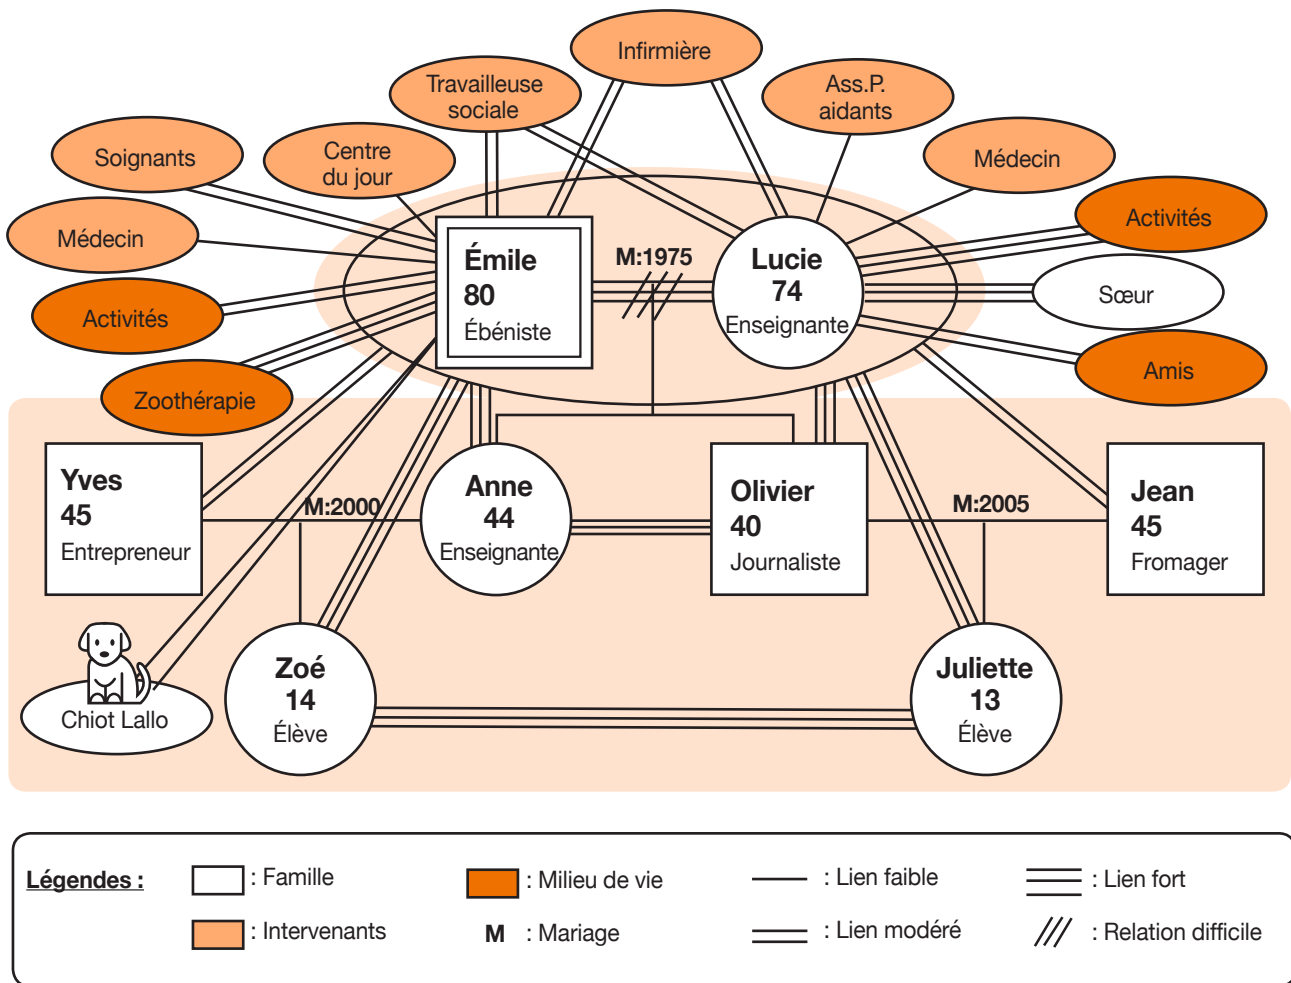 Infirmière
Travailleuse
sociale
Ass.P.
aidants
Soignants
Centre
du jour
Médecin
Médecin
Activités
Activités
Zoothérapie
Émile
80
Ébéniste
M:1975
Lucie
74
Enseignante
Sœur
Amis
Yves
45
Entrepreneur
M:2000
Anne
44
Enseignante
Olivier
40
Journaliste
M:2005
Jean
45
Fromager
Chiot Lallo
Zoé
14
Élève
Juliette
13
Élève
Légendes :
: Famille
: Milieu de vie
: Lien faible
: Lien fort
: Intervenants
M : Mariage
: Lien modéré
: Relation difficile